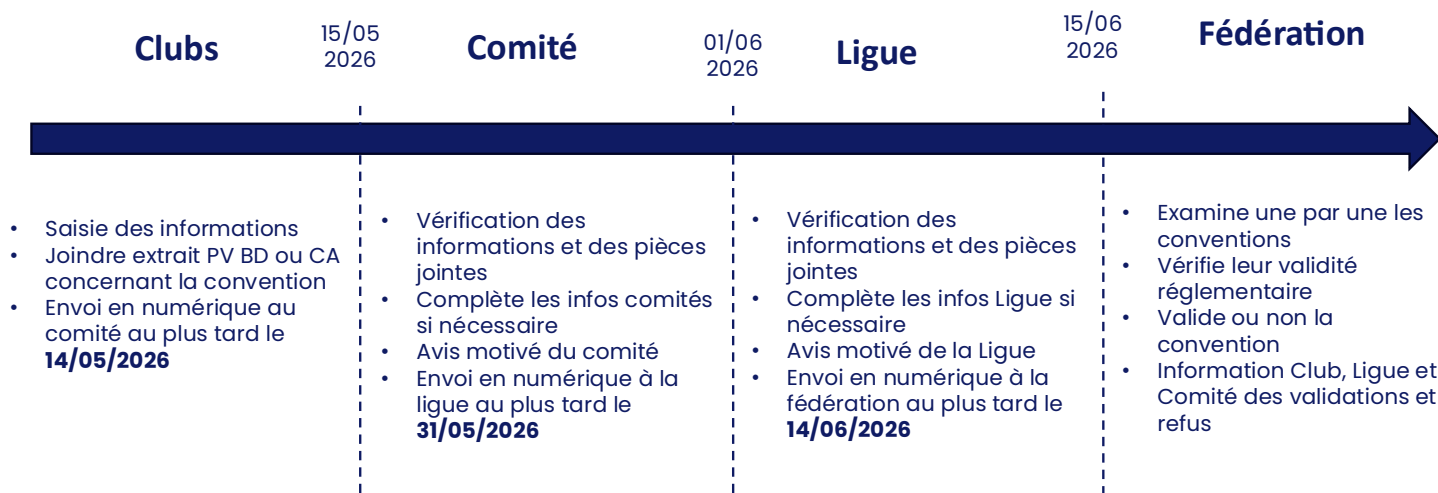 Clubs
15/05
2026
Comité
01/06
2026
Ligue
15/06
2026
Fédération
• Saisie des informations
• Joindre extrait PV BD ou CA
concernant la convention
• Envoi en numérique au
comité au plus tard le
14/05/2026
• Vérification des
informations et des pièces
jointes
• Complète les infos comités
si nécessaire
• Avis motivé du comité
• Envoi en numérique à la
ligue au plus tard le
31/05/2026
• Vérification des
informations et des pièces
jointes
• Complète les infos Ligue si
nécessaire
• Avis motivé de la Ligue
• Envoi en numérique à la
fédération au plus tard le
14/06/2026
• Examine une par une les
conventions
• Vérifie leur validité
réglementaire
• Valide ou non la
convention
• Information Club, Ligue et
Comité des validations et
refus